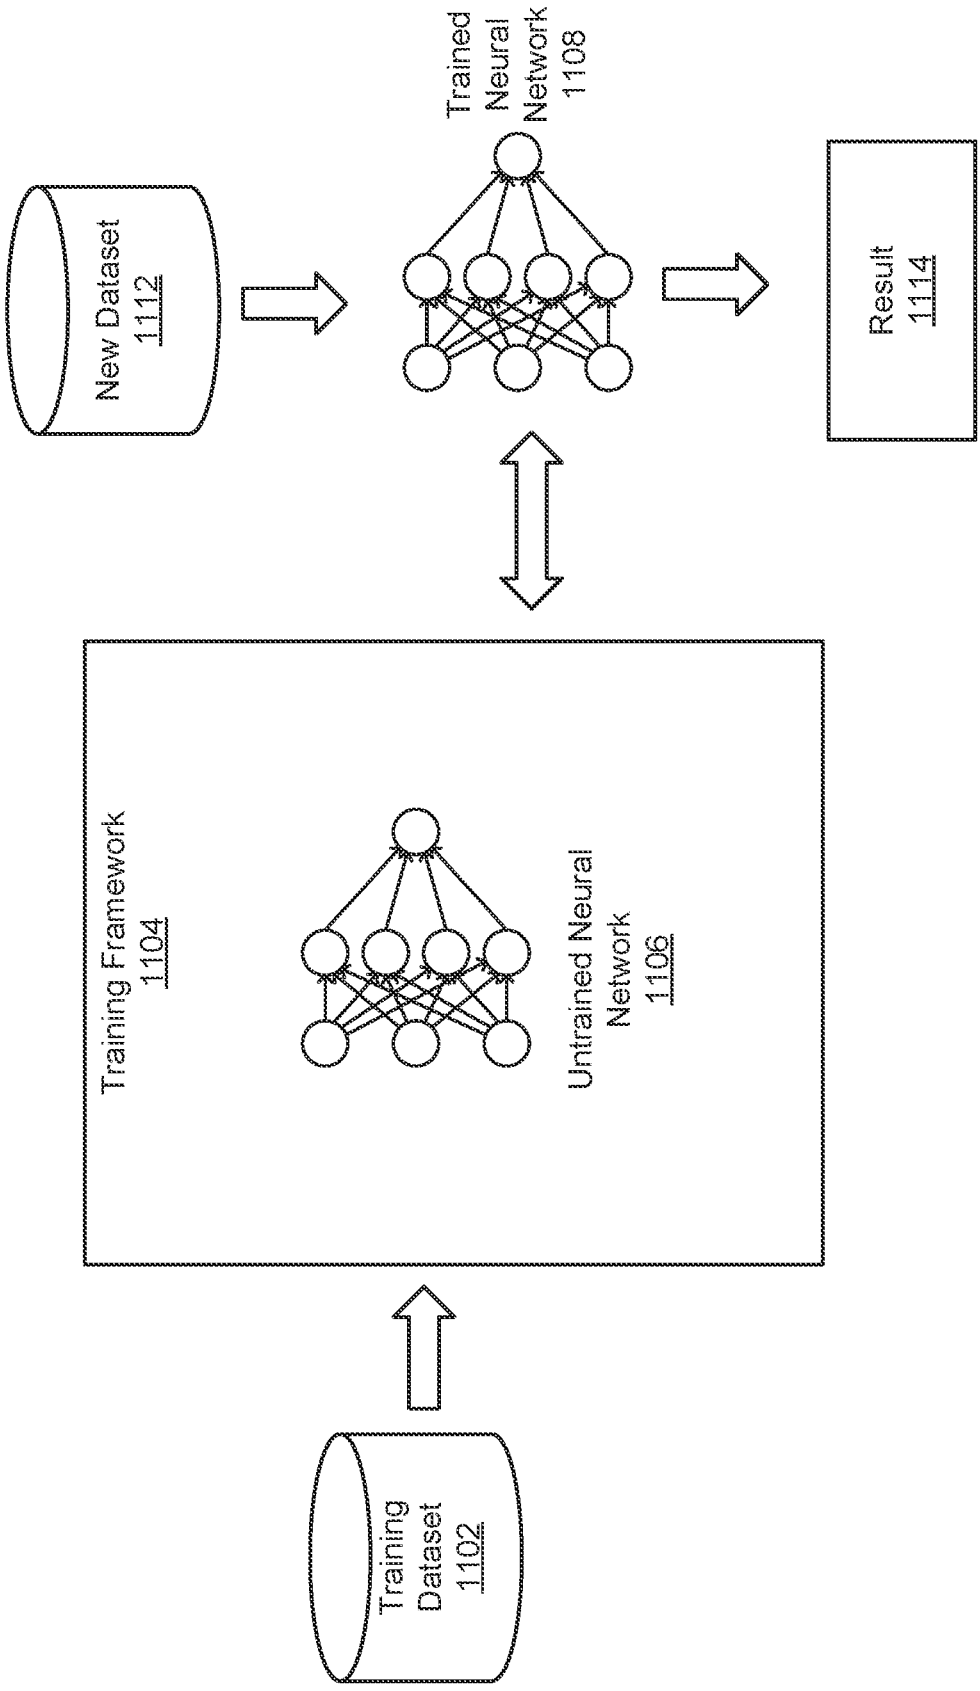 Training
Dataset
1102
Training Framework
1104
Untrained Neural
Network
1106
New Dataset
1112
Trained
Neural
Network
1108
Result
1114